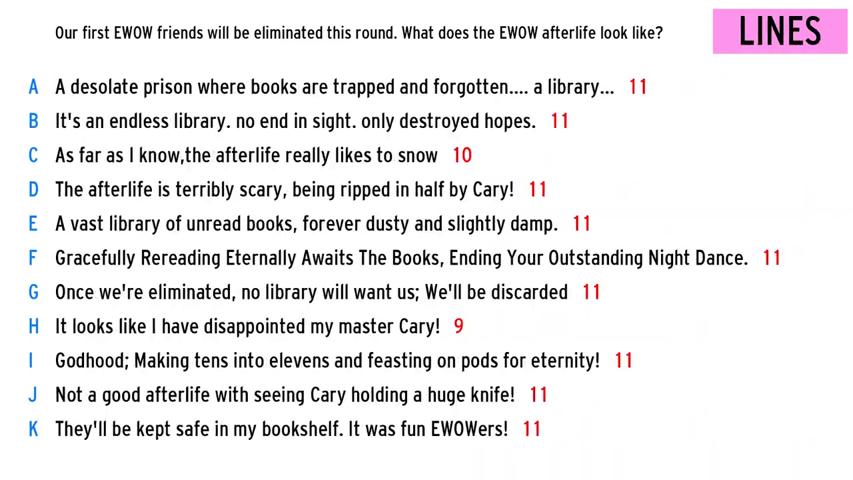 Our first EWOW friends will be eliminated this round. What does the EWOW afterlife look like?
LINES
A A desolate prison where books are trapped and forgotten.... a library... 11
B It's an endless library. no end in sight. only destroyed hopes. 11
C As far as I know,the afterlife really likes to snow 10
D The afterlife is terribly scary, being ripped in half by Cary! 11
E A vast library of unread books, forever dusty and slightly damp. 11
F Gracefully Rereading Eternally Awaits The Books, Ending Your Outstanding Night Dance. 11
G Once we're eliminated, no library will want us; We'll be discarded 11
H It looks like I have disappointed my master Cary! 9
I Godhood; Making tens into elevens and feasting on pods for eternity! 11
J Not a good afterlife with seeing Cary holding a huge knife! 11
K They'll be kept safe in my bookshelf. It was fun EWOWers! 11